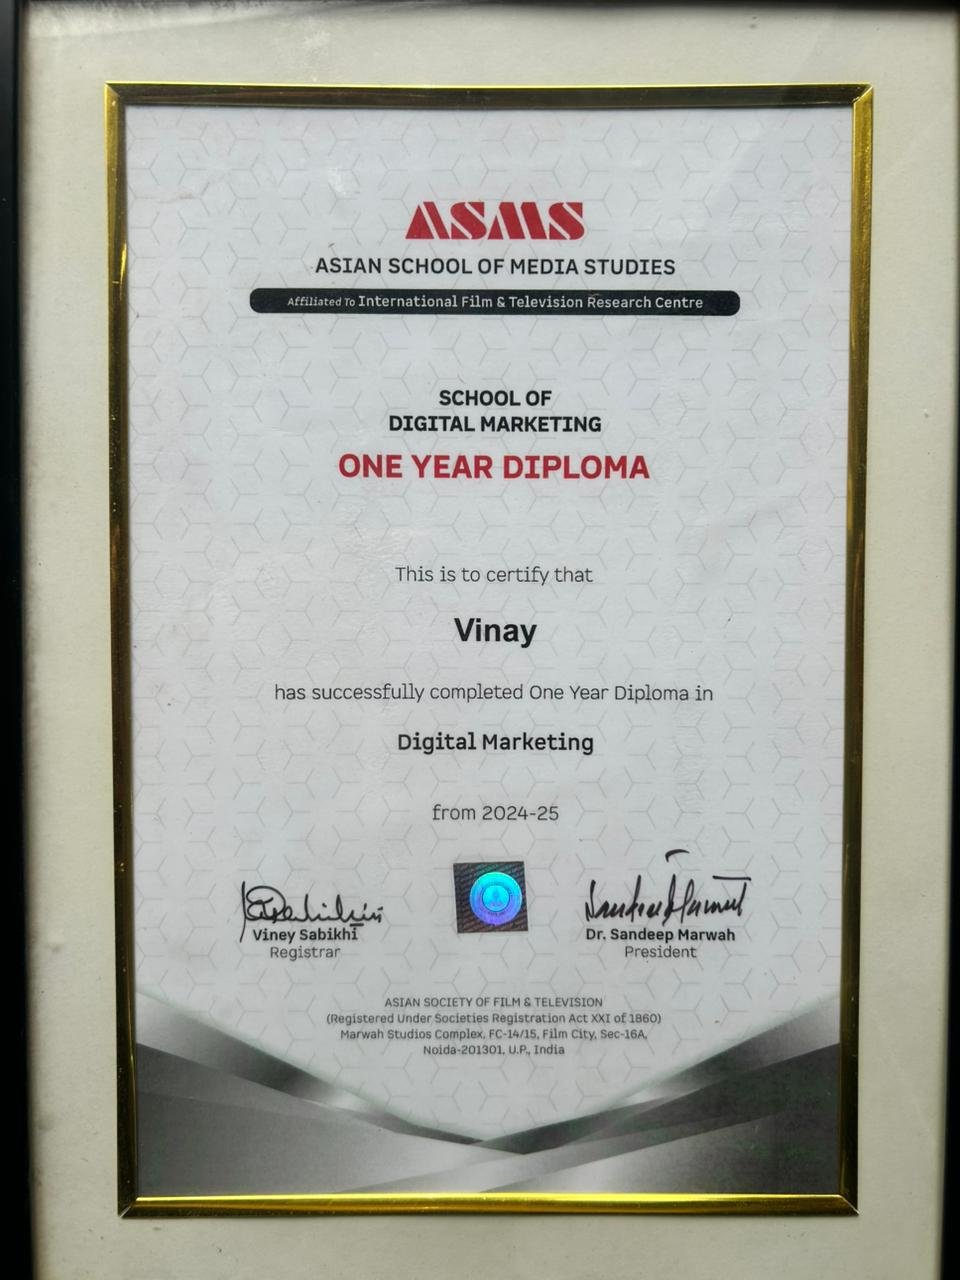 ASMS
ASIAN SCHOOL OF MEDIA STUDIES
Affiliated To International Film & Television Research Centre
SCHOOL OF
DIGITAL MARKETING
ONE YEAR DIPLOMA
This is to certify that
Vinay
has successfully completed One Year Diploma in
Digital Marketing
from 2024-25
Viney Sabikhi
Registrar
Dr. Sandeep Marwah
President
ASIAN SOCIETY OF FILM & TELEVISION
(Registered Under Societies Registration Act XXI of 1860)
Marwah Studios Complex, FC-14/15, Film City, Sec-16A,
Noida-201301, U.P., India